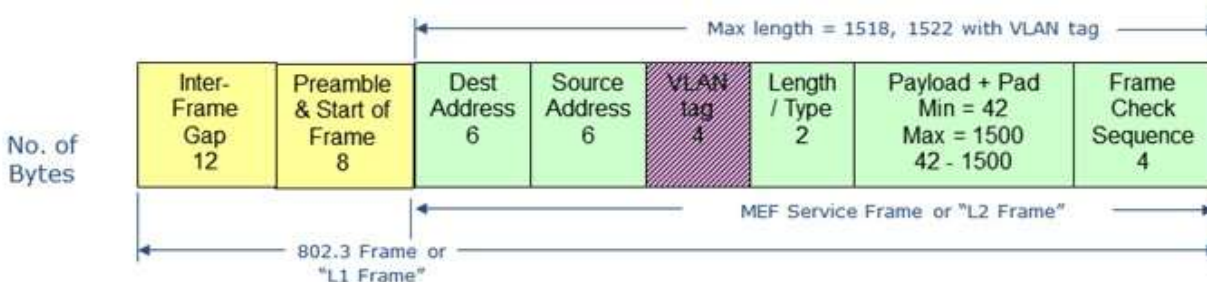 Max length = 1518, 1522 with VLAN tag
No. of
Bytes
Inter-
Frame
Gap
12
Preamble
& Start of
Frame
8
Dest
Address
6
Source
Address
6
VLAN
tag
4
Length
/ Type
2
Payload + Pad
Min = 42
Max = 1500
42 - 1500
Frame
Check
Sequence
4
MEF Service Frame or “L2 Frame”
802.3 Frame or
“L1 Frame”